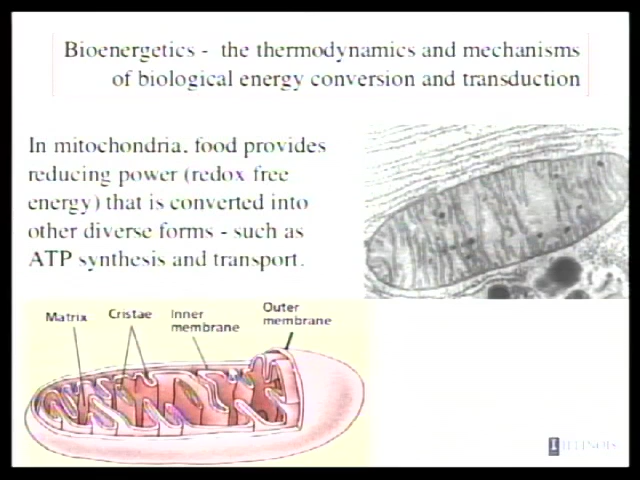 Bioenergetics - the thermodynamics and mechanisms
of biological energy conversion and transduction
In mitochondria, food provides
reducing power (redox free
energy) that is converted into
other diverse forms - such as
ATP synthesis and transport.
Matrix
Cristae
Inner
membrane
Outer
membrane
I ILLINOIS